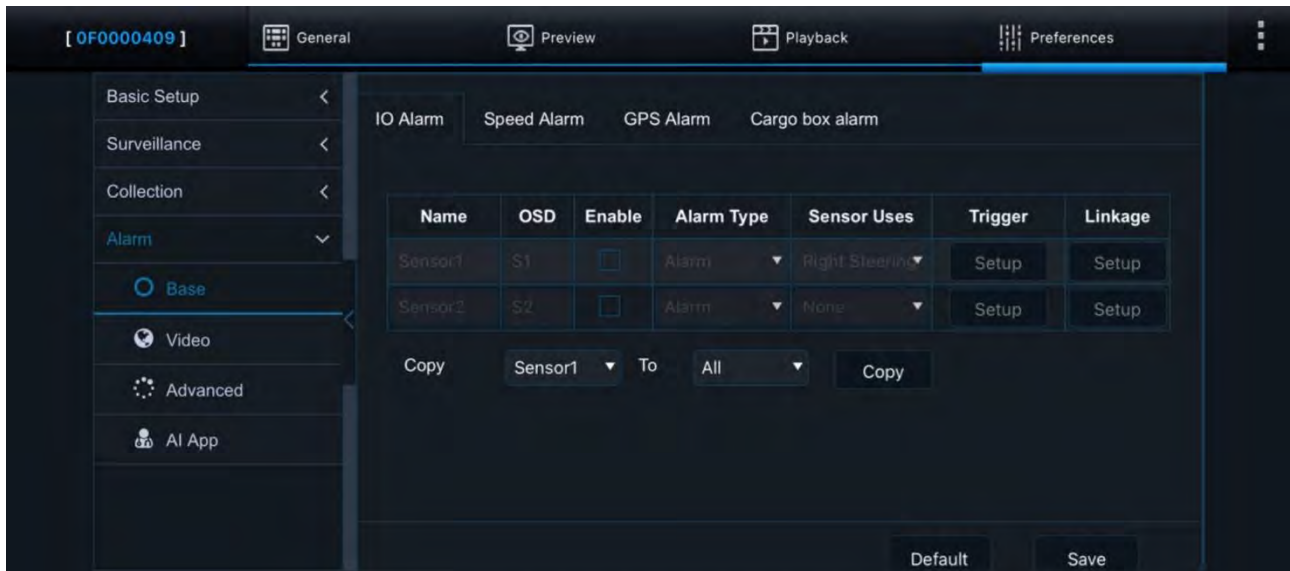 [ 0F0000409 ] General Preview Playback Preferences
Basic Setup
Surveillance
Collection
Alarm
Base
Video
Advanced
AI App
IO Alarm Speed Alarm GPS Alarm Cargo box alarm
Name OSD Enable Alarm Type Sensor Uses Trigger Linkage
Sensor1 S1 Alarm Right Steering Setup Setup
Sensor2 S2 Alarm None Setup Setup
Copy Sensor1 To All Copy
Default Save